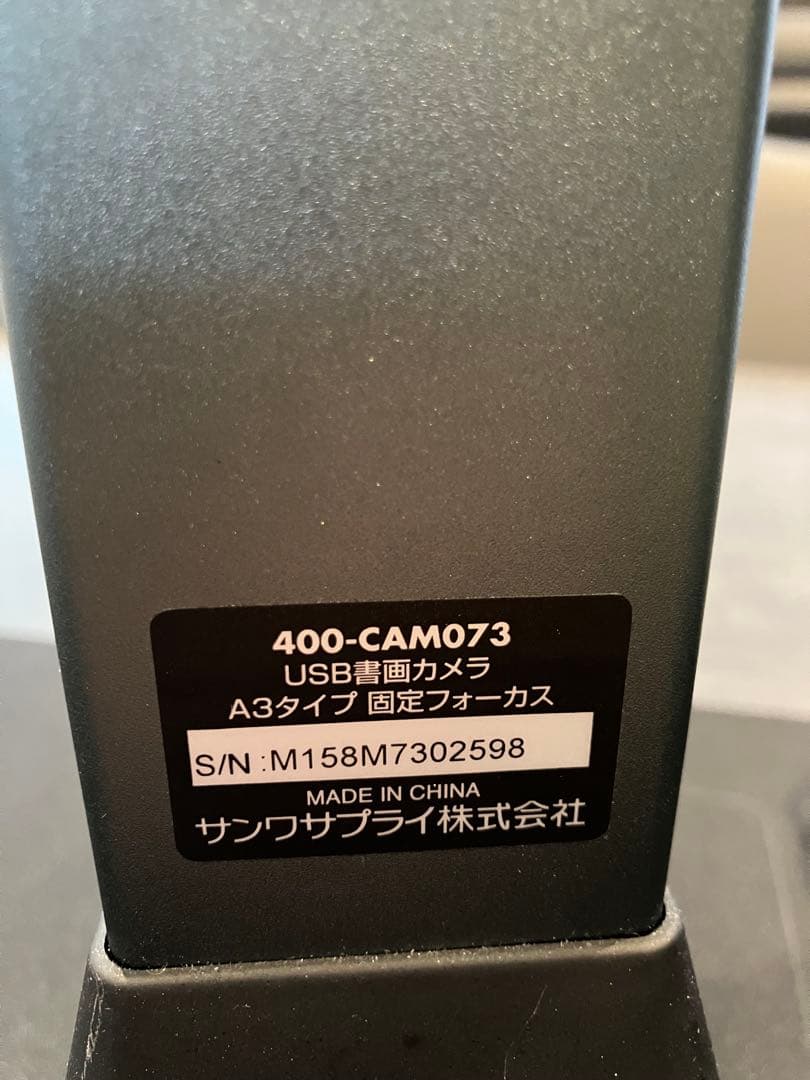 400-CAM073
USB書画カメラ
A3タイプ 固定フォーカス
S/N :M158M7302598
MADE IN CHINA
サンワサプライ株式会社